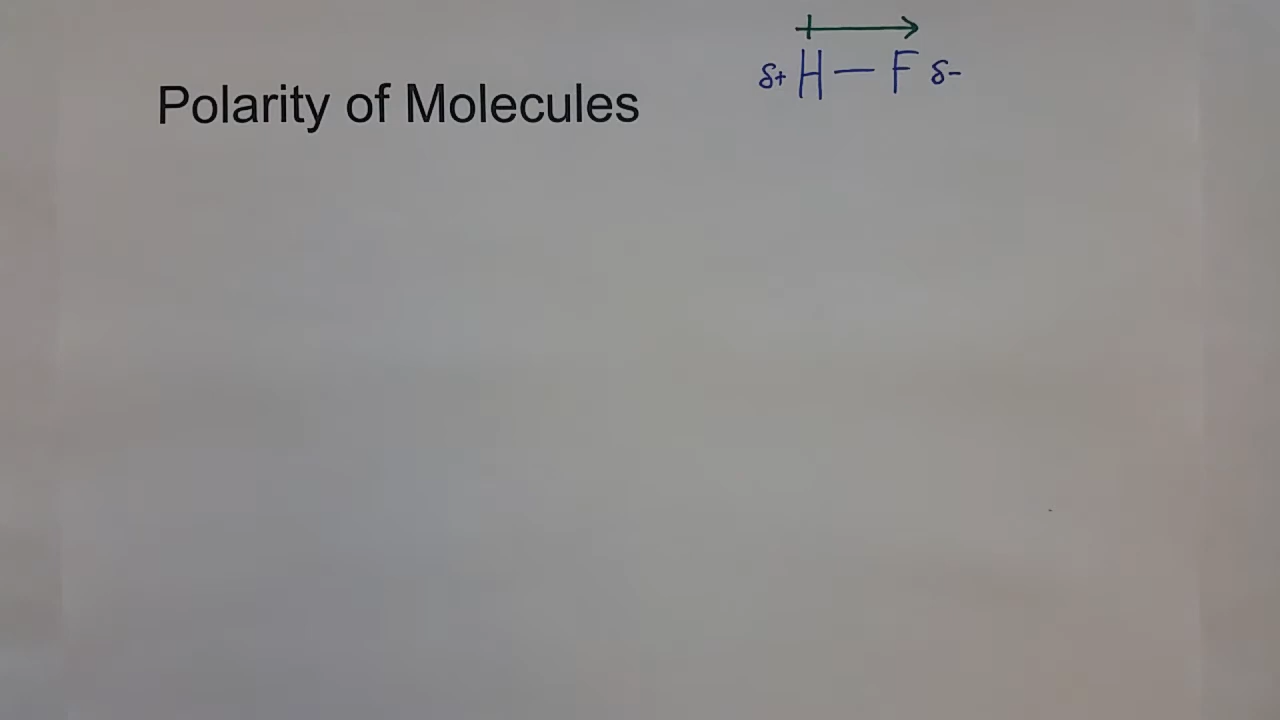 δ+ H — F δ-
Polarity of Molecules